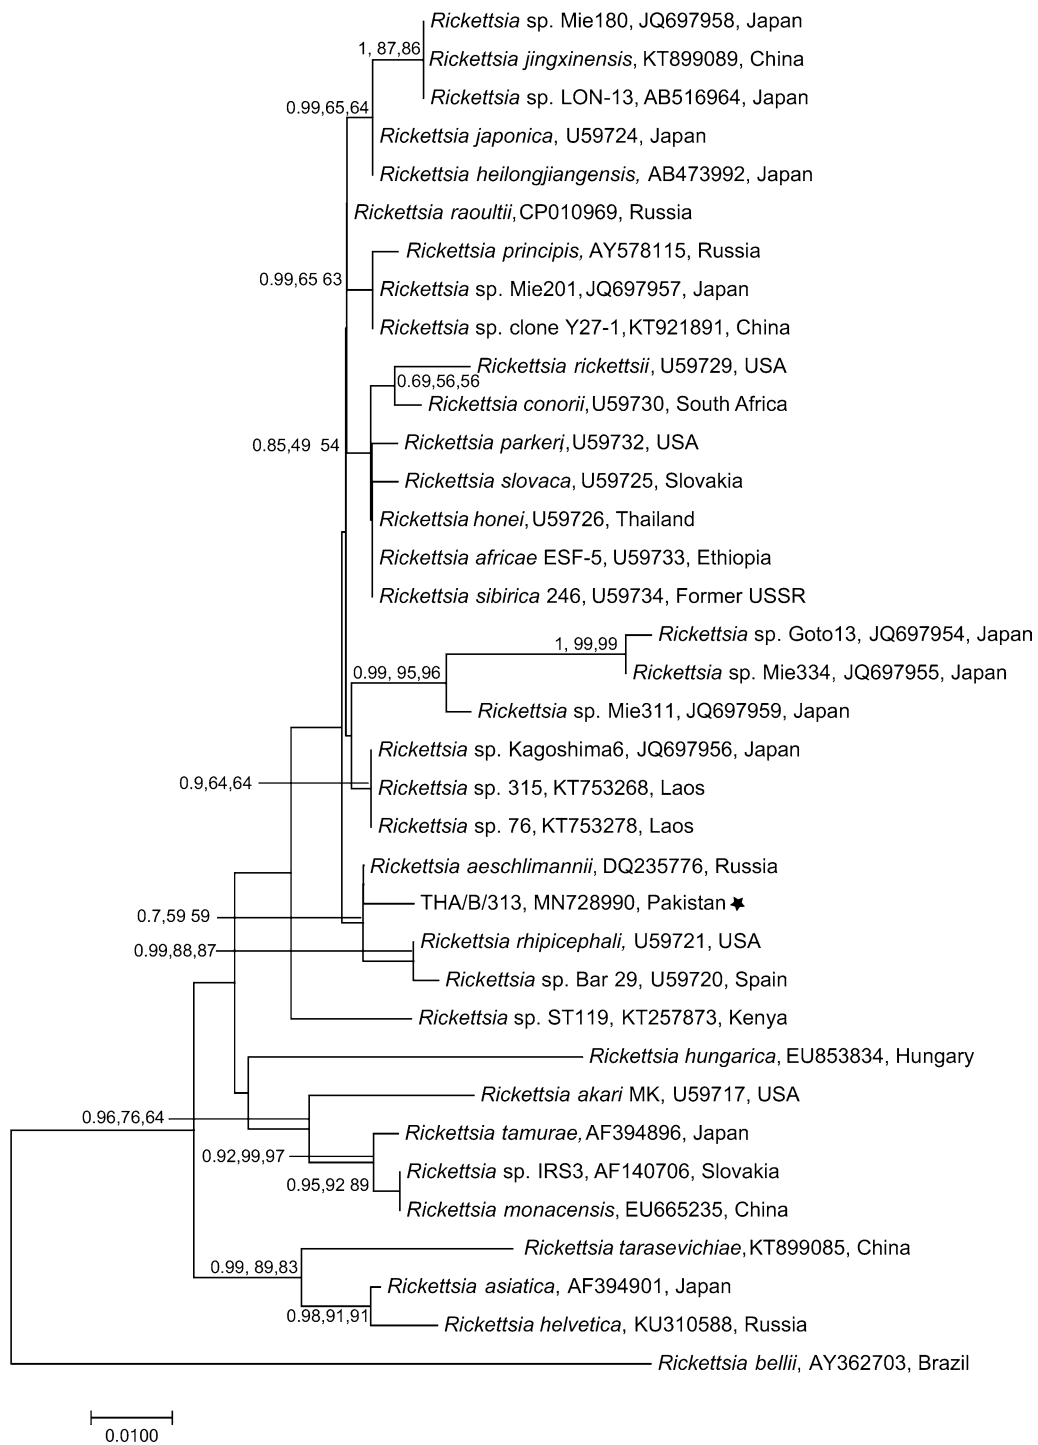 Rickettsia sp. Mie180, JQ697958, Japan
1, 87,86
Rickettsia jingxinensis, KT899089, China
Rickettsia sp. LON-13, AB516964, Japan
0.99,65,64
Rickettsia japonica, U59724, Japan
Rickettsia heilongjiangensis, AB473992, Japan
Rickettsia raoultii, CP010969, Russia
Rickettsia principis, AY578115, Russia
0.99,65 63
Rickettsia sp. Mie201, JQ697957, Japan
Rickettsia sp. clone Y27-1, KT921891, China
Rickettsia rickettsii, U59729, USA
0.69,56,56
Rickettsia conorii, U59730, South Africa
Rickettsia parkeri, U59732, USA
0.85,49 54
Rickettsia slovaca, U59725, Slovakia
Rickettsia honei, U59726, Thailand
Rickettsia africae ESF-5, U59733, Ethiopia
Rickettsia sibirica 246, U59734, Former USSR
Rickettsia sp. Goto13, JQ697954, Japan
1, 99,99
Rickettsia sp. Mie334, JQ697955, Japan
0.99, 95,96
Rickettsia sp. Mie311, JQ697959, Japan
Rickettsia sp. Kagoshima6, JQ697956, Japan
0.9,64,64
Rickettsia sp. 315, KT753268, Laos
Rickettsia sp. 76, KT753278, Laos
Rickettsia aeschlimannii, DQ235776, Russia
THA/B/313, MN728990, Pakistan
0.7,59 59
Rickettsia rhipicephali, U59721, USA
0.99,88,87
Rickettsia sp. Bar 29, U59720, Spain
Rickettsia sp. ST119, KT257873, Kenya
Rickettsia hungarica, EU853834, Hungary
Rickettsia akari MK, U59717, USA
0.96,76,64
Rickettsia tamurae, AF394896, Japan
0.92,99,97
Rickettsia sp. IRS3, AF140706, Slovakia
0.95,92 89
Rickettsia monacensis, EU665235, China
Rickettsia tarasevichiae, KT899085, China
0.99, 89,83
Rickettsia asiatica, AF394901, Japan
0.98,91,91
Rickettsia helvetica, KU310588, Russia
Rickettsia bellii, AY362703, Brazil
0.0100